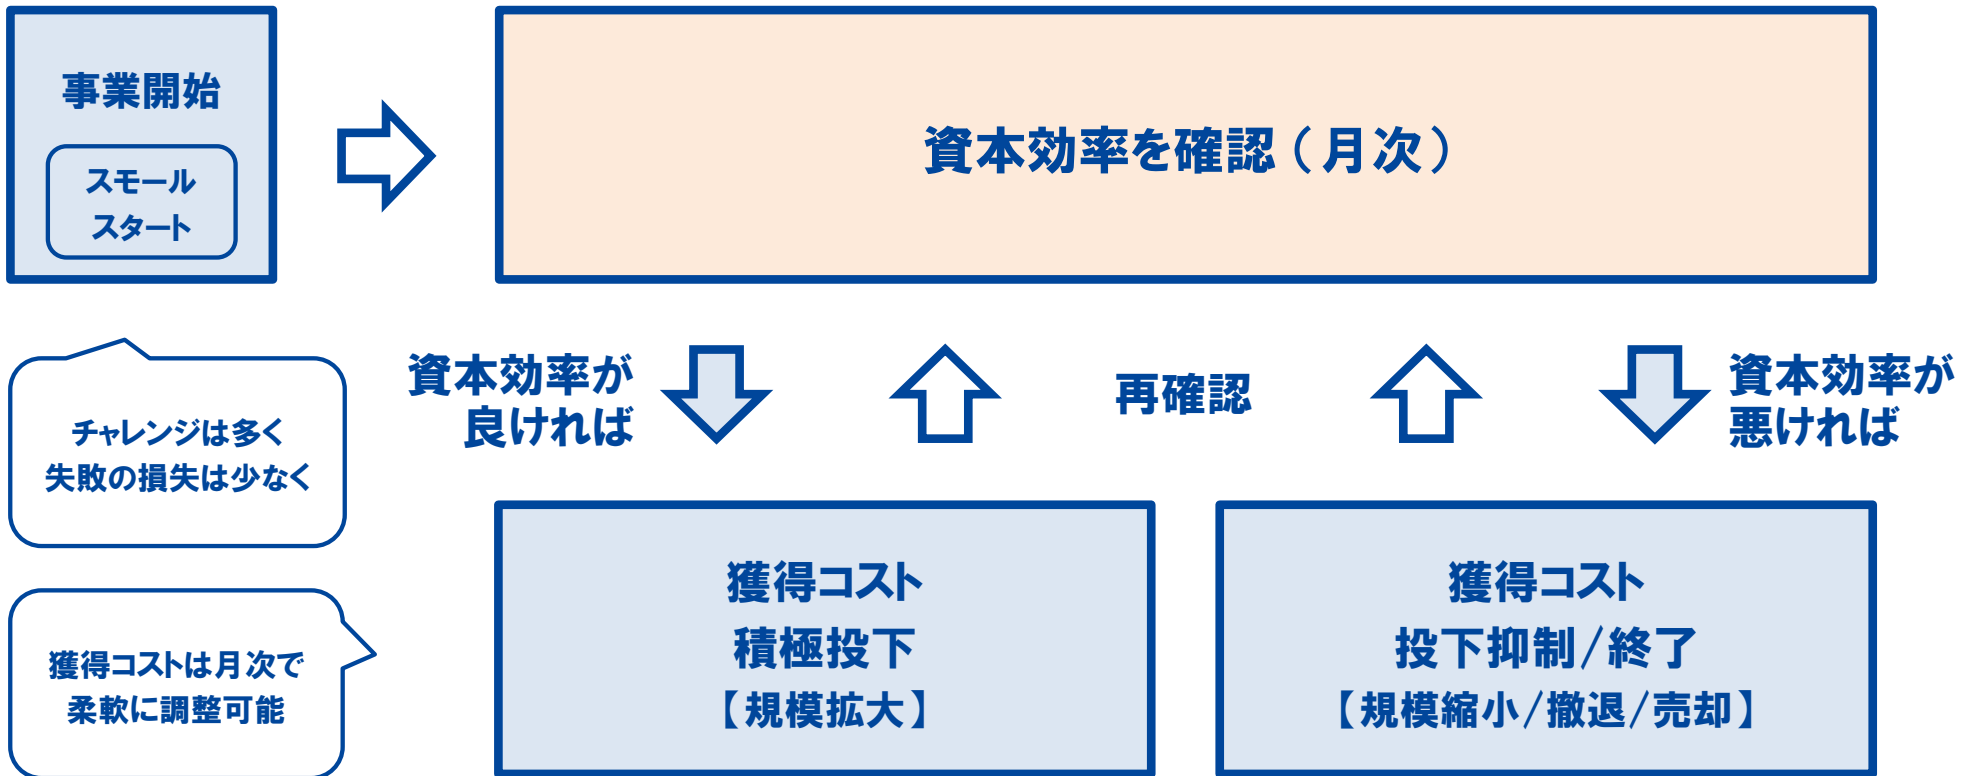 事業開始
スモール
スタート
資本効率を確認（月次）
チャレンジは多く
失敗の損失は少なく
資本効率が
良ければ
再確認
資本効率が
悪ければ
獲得コストは月次で
柔軟に調整可能
獲得コスト
積極投下
【規模拡大】
獲得コスト
投下抑制/終了
【規模縮小/撤退/売却】